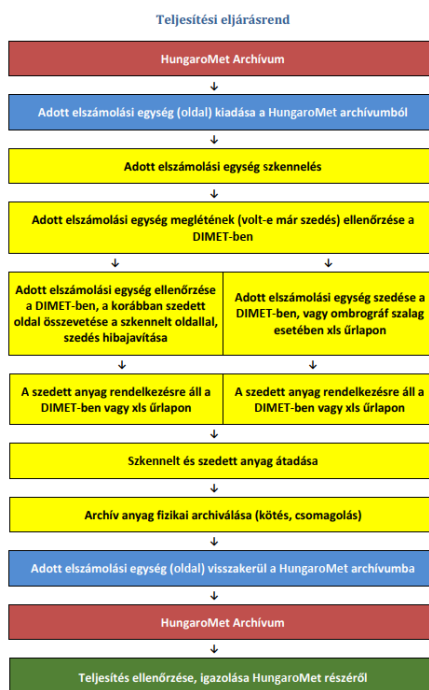 Teljesítési eljárásrend
HungaroMet Archívum
↓
Adott elszámolási egység (oldal) kiadása a HungaroMet archívumból
↓
Adott elszámolási egység szkennelés
↓
Adott elszámolási egység meglétének (volt-e már szedés) ellenőrzése a
DIMET-ben
↓ ↓
Adott elszámolási egység ellenőrzése
a DIMET-ben, a korábban szedett
oldal összevetése a szkennelt oldallal,
szedés hibajavítása
Adott elszámolási egység szedése a
DIMET-ben, vagy ombrográf szalag
esetében xls űrlapon
↓ ↓
A szedett anyag rendelkezésre áll a
DIMET-ben vagy xls űrlapon
A szedett anyag rendelkezésre áll a
DIMET-ben vagy xls űrlapon
↓
Szkennelt és szedett anyag átadása
↓
Archív anyag fizikai archiválása (kötés, csomagolás)
↓
Adott elszámolási egység (oldal) visszakerül a HungaroMet archívumba
↓
HungaroMet Archívum
↓
Teljesítés ellenőrzése, igazolása HungaroMet részéről